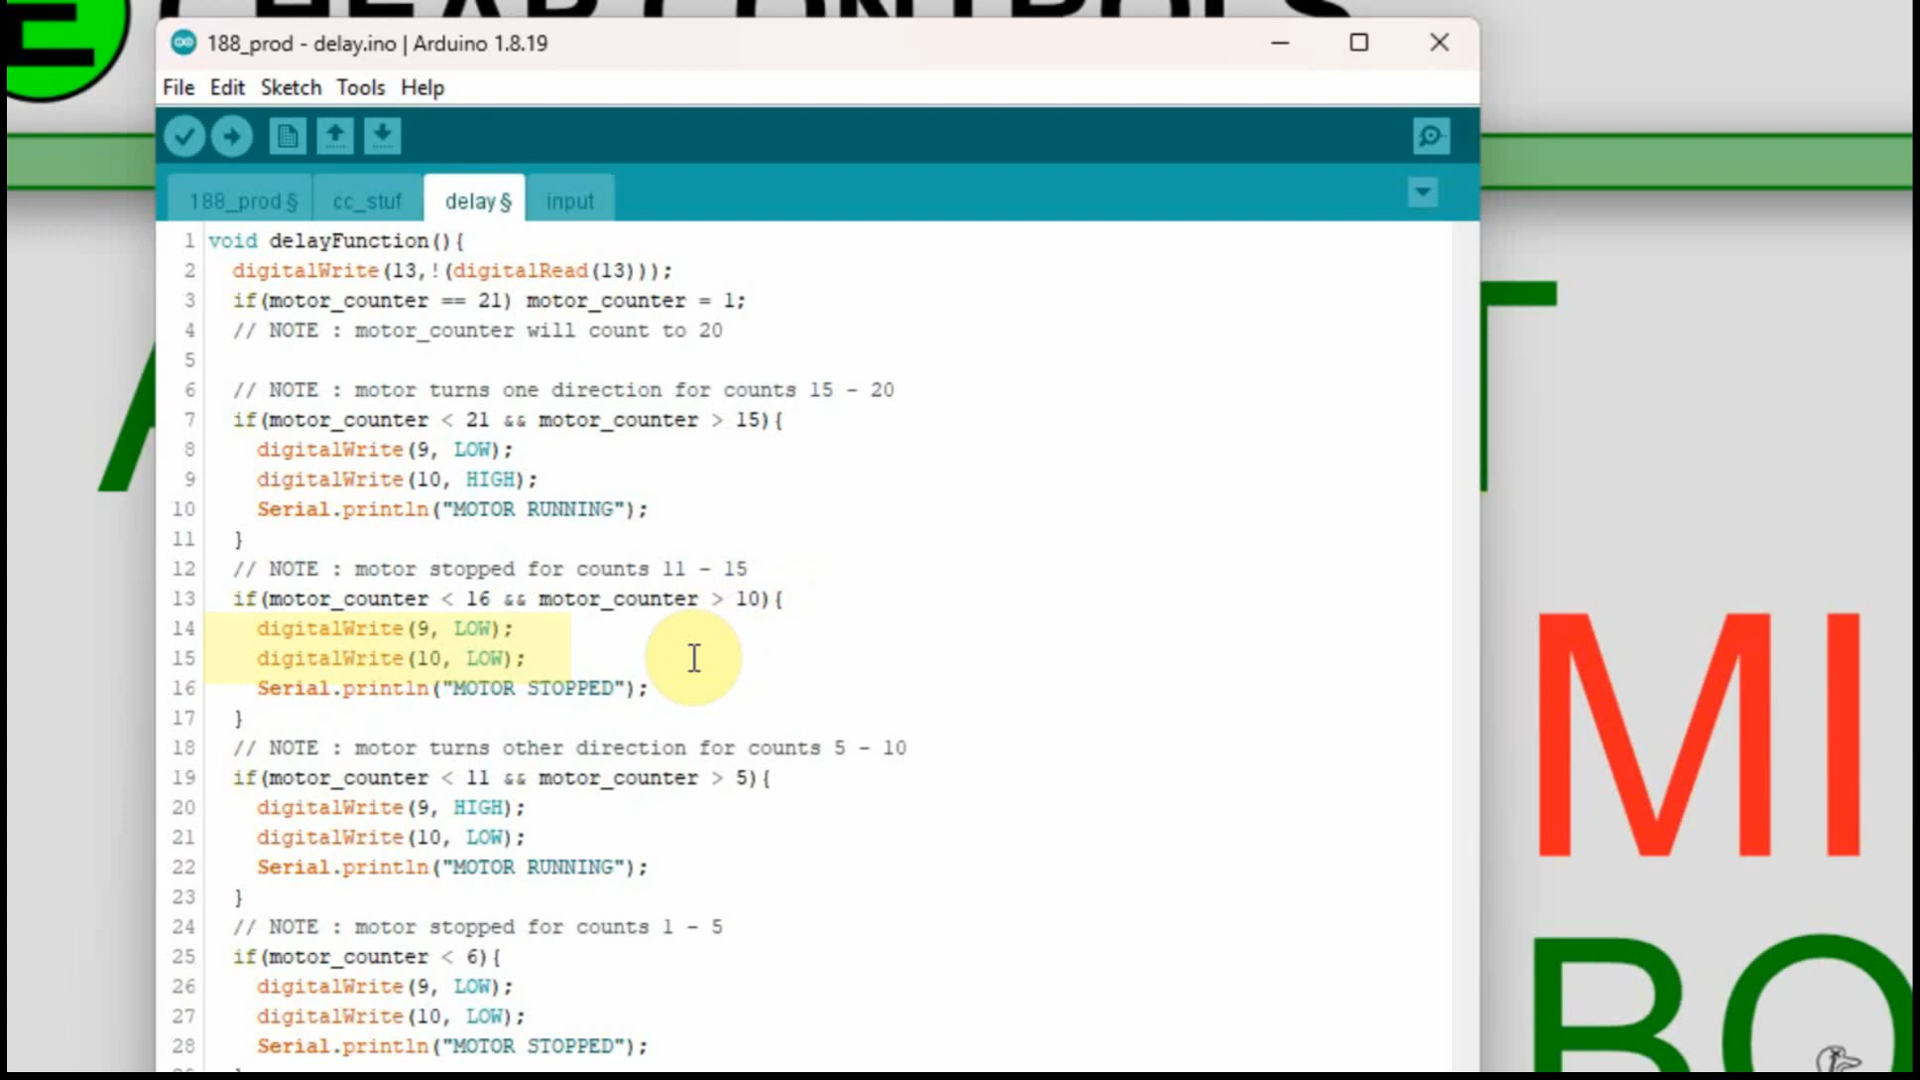 CHEAP CONTROLS
188_prod - delay.ino | Arduino 1.8.19
File Edit Sketch Tools Help
188_prod § cc_stuf delay § input
1 void delayFunction(){
2 digitalWrite(13,!(digitalRead(13)));
3 if(motor_counter == 21) motor_counter = 1;
4 // NOTE : motor_counter will count to 20
5
6 // NOTE : motor turns one direction for counts 15 - 20
7 if(motor_counter < 21 && motor_counter > 15){
8 digitalWrite(9, LOW);
9 digitalWrite(10, HIGH);
10 Serial.println("MOTOR RUNNING");
11 }
12 // NOTE : motor stopped for counts 11 - 15
13 if(motor_counter < 16 && motor_counter > 10){
14 digitalWrite(9, LOW);
15 digitalWrite(10, LOW);
16 Serial.println("MOTOR STOPPED");
17 }
18 // NOTE : motor turns other direction for counts 5 - 10
19 if(motor_counter < 11 && motor_counter > 5){
20 digitalWrite(9, HIGH);
21 digitalWrite(10, LOW);
22 Serial.println("MOTOR RUNNING");
23 }
24 // NOTE : motor stopped for counts 1 - 5
25 if(motor_counter < 6){
26 digitalWrite(9, LOW);
27 digitalWrite(10, LOW);
28 Serial.println("MOTOR STOPPED");
MI
BO